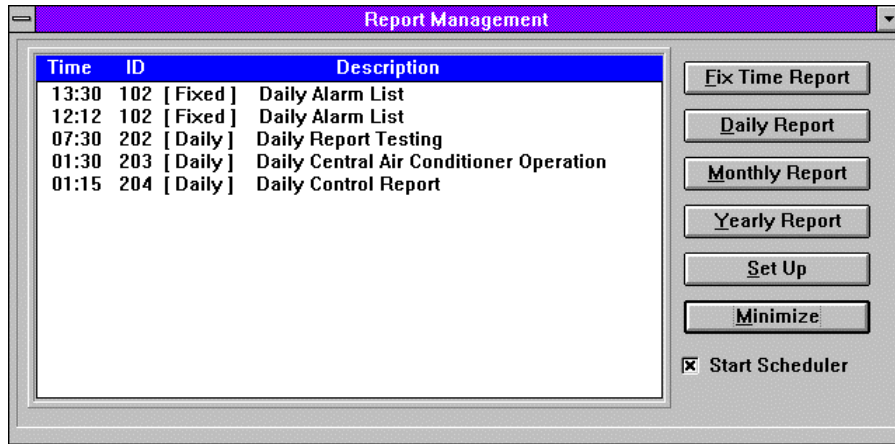 Report Management
Time ID Description
13:30 102 [ Fixed ] Daily Alarm List
12:12 102 [ Fixed ] Daily Alarm List
07:30 202 [ Daily ] Daily Report Testing
01:30 203 [ Daily ] Daily Central Air Conditioner Operation
01:15 204 [ Daily ] Daily Control Report
Fix Time Report
Daily Report
Monthly Report
Yearly Report
Set Up
Minimize
Start Scheduler